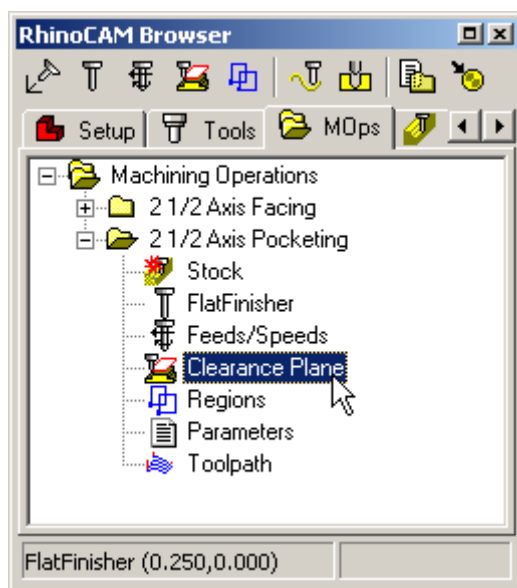 RhinoCAM Browser
Setup Tools MOps
Machining Operations
2 1/2 Axis Facing
2 1/2 Axis Pocketing
Stock
FlatFinisher
Feeds/Speeds
Clearance Plane
Regions
Parameters
Toolpath
FlatFinisher (0.250,0.000)